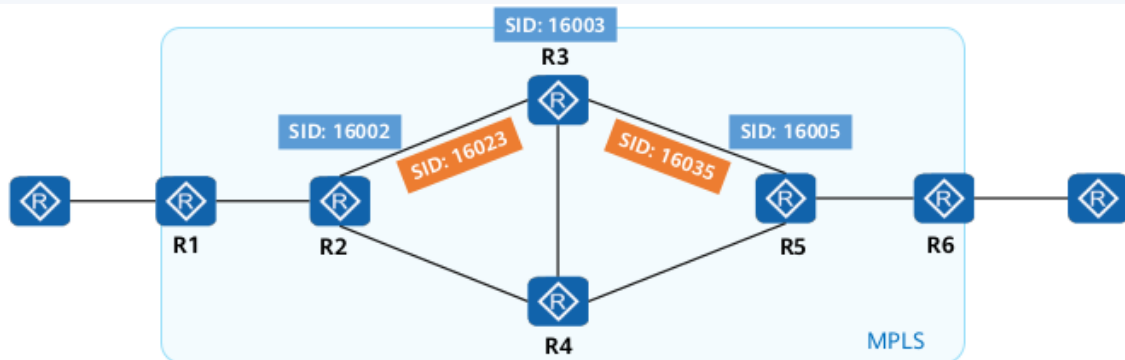 SID: 16003
R3
SID: 16002
SID: 16023
SID: 16035
SID: 16005
R
R
R
R
R
R
R
R
R1
R2
R5
R6
R4
MPLS